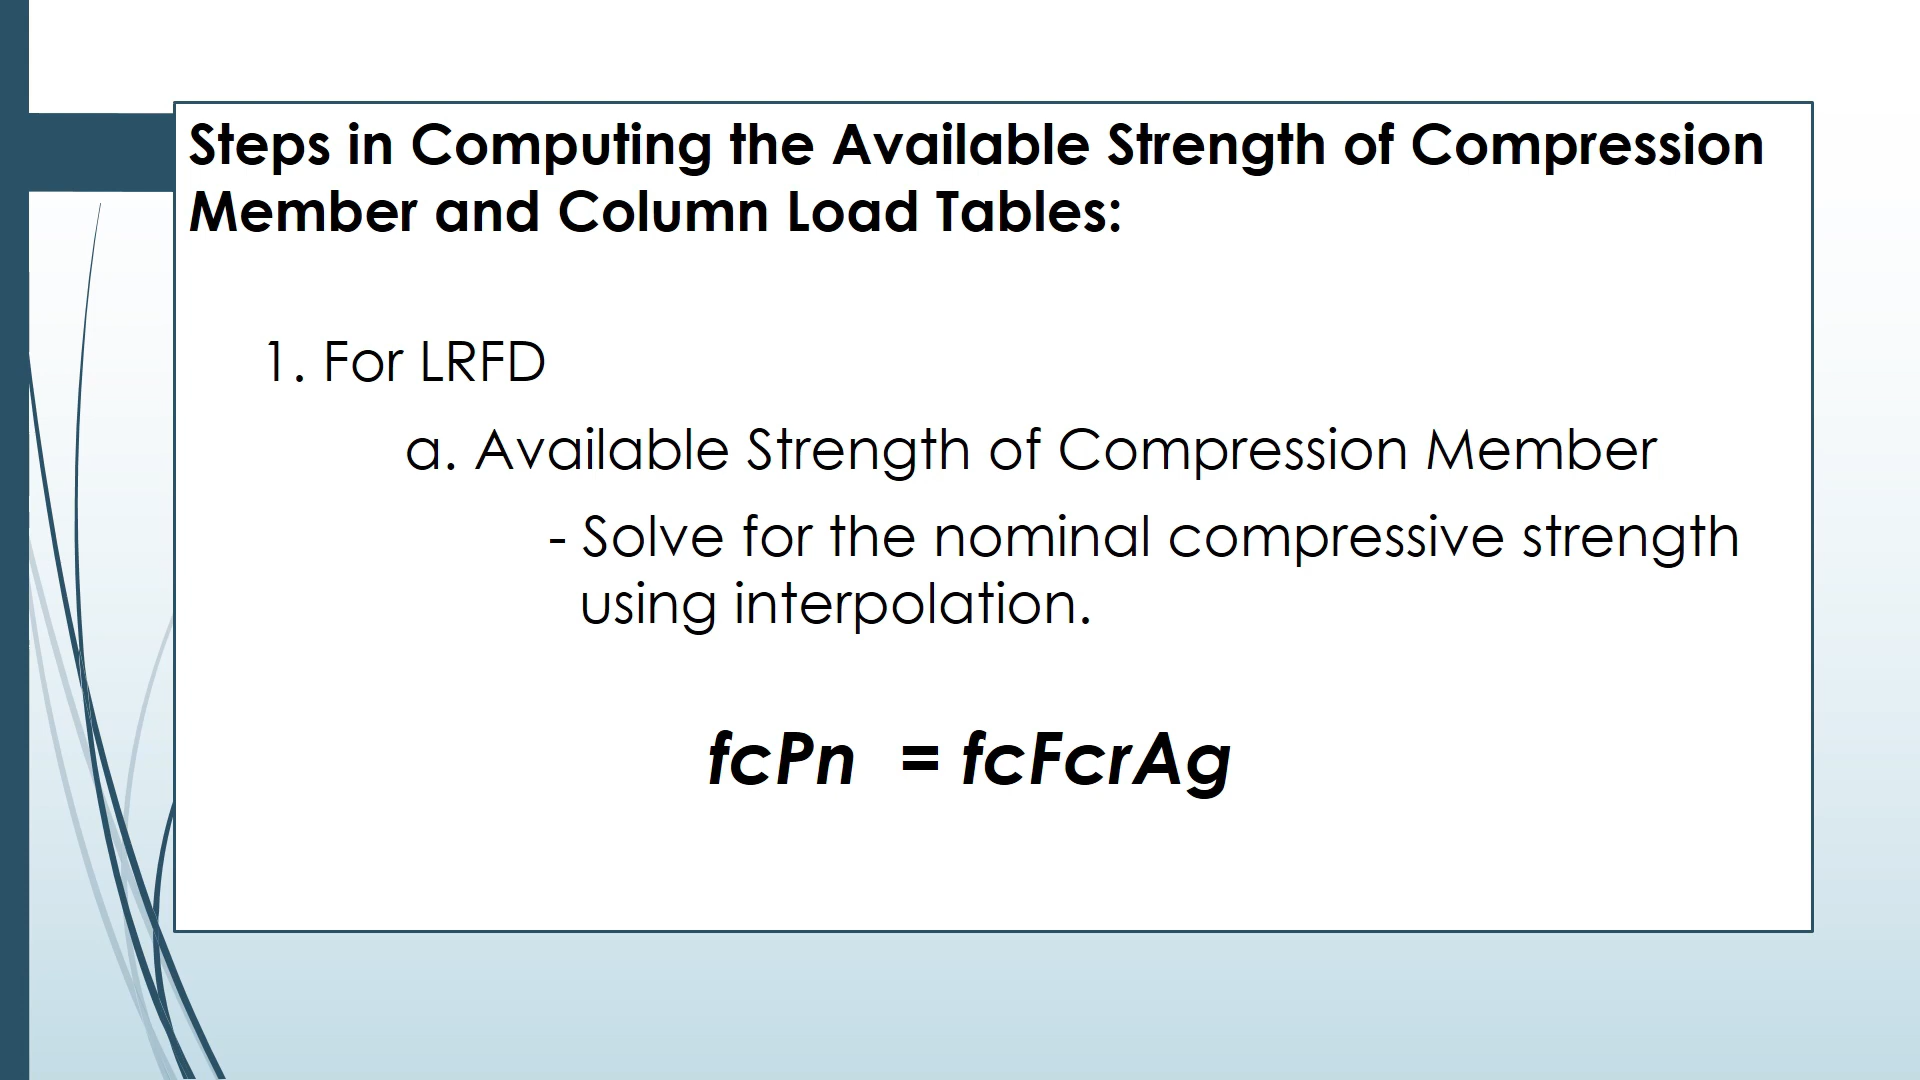 Steps in Computing the Available Strength of Compression
Member and Column Load Tables:
1. For LRFD
a. Available Strength of Compression Member
- Solve for the nominal compressive strength
using interpolation.
fcPn = fcFcrAg